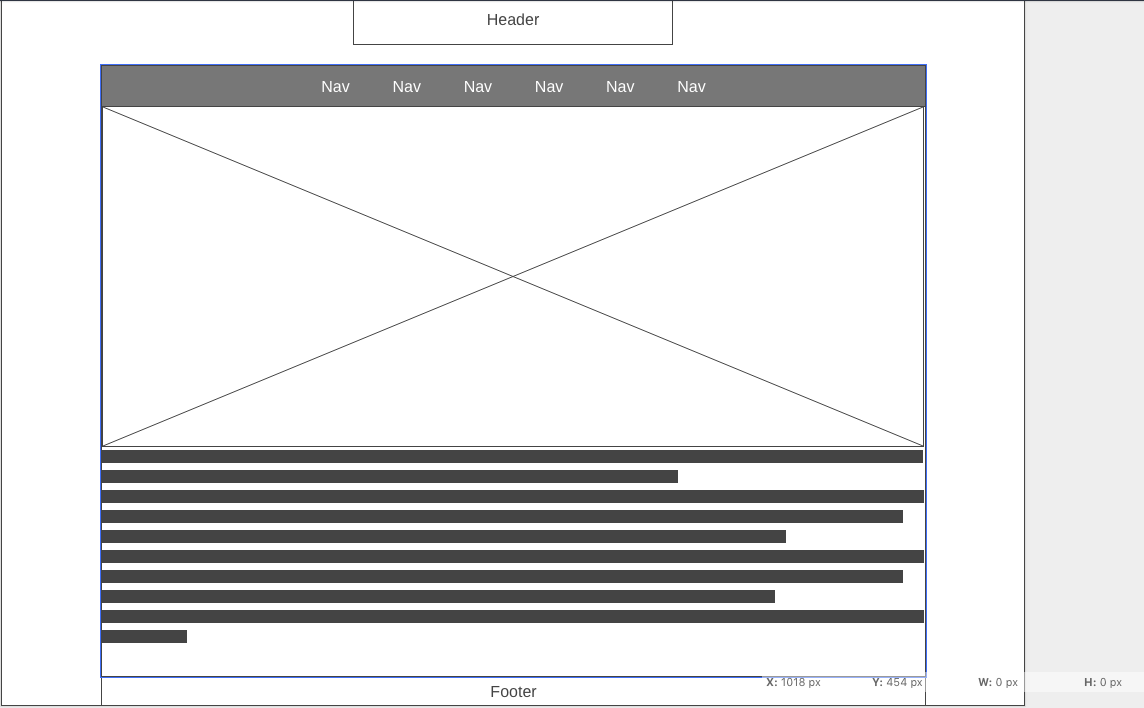 Header
Nav Nav Nav Nav Nav Nav
Footer
X: 1018 px Y: 454 px W: 0 px H: 0 px